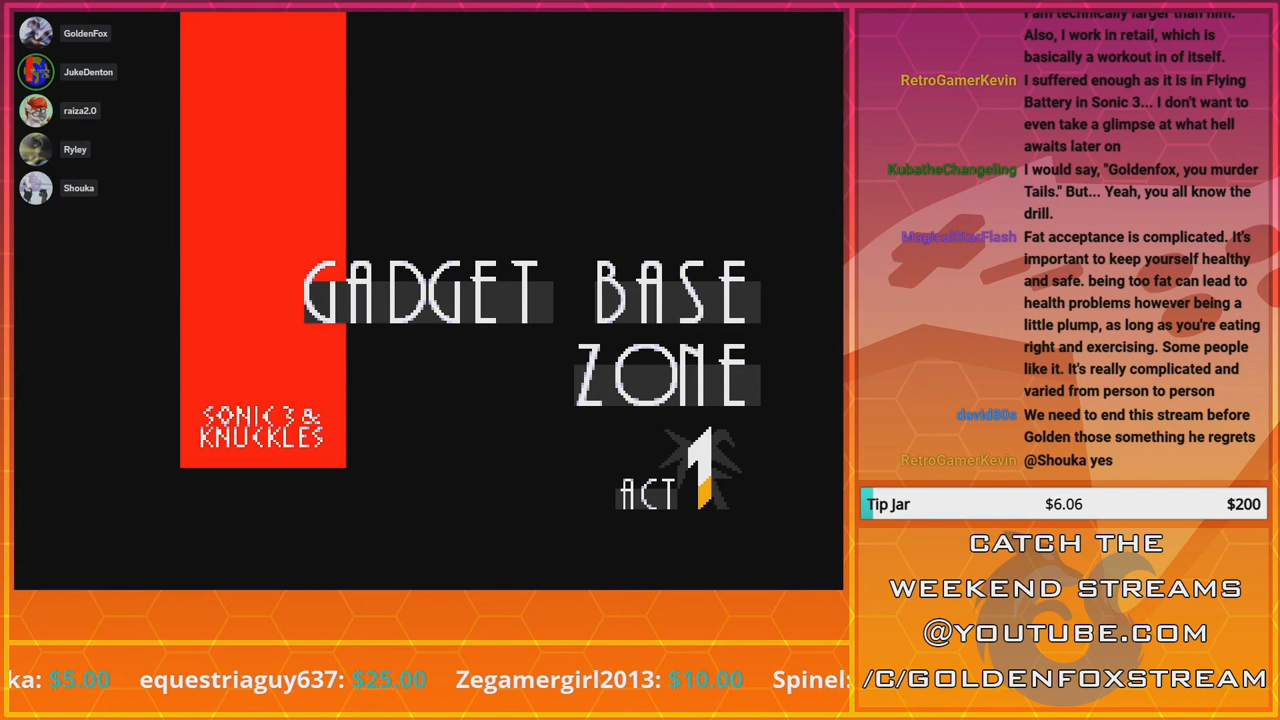 GoldenFox
JukeDenton
raiza2.0
Ryley
Shouka
GADGET BASE
ZONE
ACT 1
SONIC 3 &
KNUCKLES
I am technically larger than him.
Also, I work in retail, which is
basically a workout in of itself.
RetroGamerKevin I suffered enough as it is in Flying
Battery in Sonic 3... I don't want to
even take a glimpse at what hell
awaits later on
KubatheChangeling I would say, "Goldenfox, you murder
Tails." But... Yeah, you all know the
drill.
MagicalStarFlash Fat acceptance is complicated. It's
important to keep yourself healthy
and safe. being too fat can lead to
health problems however being a
little plump, as long as you're eating
right and exercising. Some people
like it. It's really complicated and
varied from person to person
david80s We need to end this stream before
Golden those something he regrets
RetroGamerKevin @Shouka yes
Tip Jar $6.06 $200
CATCH THE
WEEKEND STREAMS
@YOUTUBE.COM
/C/GOLDENFOXSTREAM
ka: $5.00 equestriaguy637: $25.00 Zegamergirl2013: $10.00 Spinel: